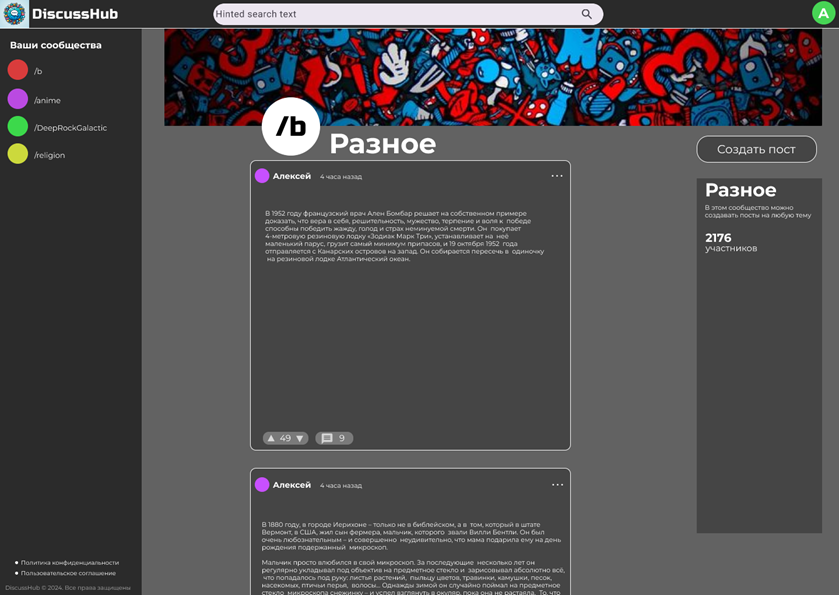 DiscussHub
Hinted search text
A
Ваши сообщества
/b
/anime
/DeepRockGalactic
/religion
/b
Разное
Создать пост
Алексей 4 часа назад
В 1952 году французский врач Ален Бомбар решает на собственном примере
доказать, что вера в себя, решительность, мужество, терпение и воля к победе
способны победить жажду, голод и страх неминуемой смерти. Он покупает
4-метровую резиновую лодку «Зодиак Марк Три», устанавливает на неё
маленький парус, грузит самый минимум припасов, и 19 октября 1952 года
отправляется с Канарских островов на запад. Он собирается пересечь в одиночку
на резиновой лодке Атлантический океан.
49 9
Разное
В этом сообщество можно
создавать посты на любую тему
2176
участников
Алексей 4 часа назад
В 1880 году, в городе Иерихоне – только не в библейском, а в том, который в штате
Вермонт, в США, жил сын фермера, мальчик, которого звали Вилли Бентли. Он был
очень любознательным – и совершенно неудивительно, что мама подарила ему на день
рождения подержанный микроскоп.
Мальчик просто влюбился в свой микроскоп. За последующие несколько лет он
регулярно укладывал под объектив на предметное стекло и зарисовывал абсолютно всё,
что попадалось под руку: листья растений, пыльцу цветов, травинки, камушки, песок,
насекомых, птичьи перья, волосы... Однажды зимой он случайно поймал на предметное
стекло микроскопа снежинку – и успел взглянуть в окуляр, пока она не растаяла. То, что
Политика конфиденциальности
Пользовательское соглашение
DiscussHub © 2024. Все права защищены